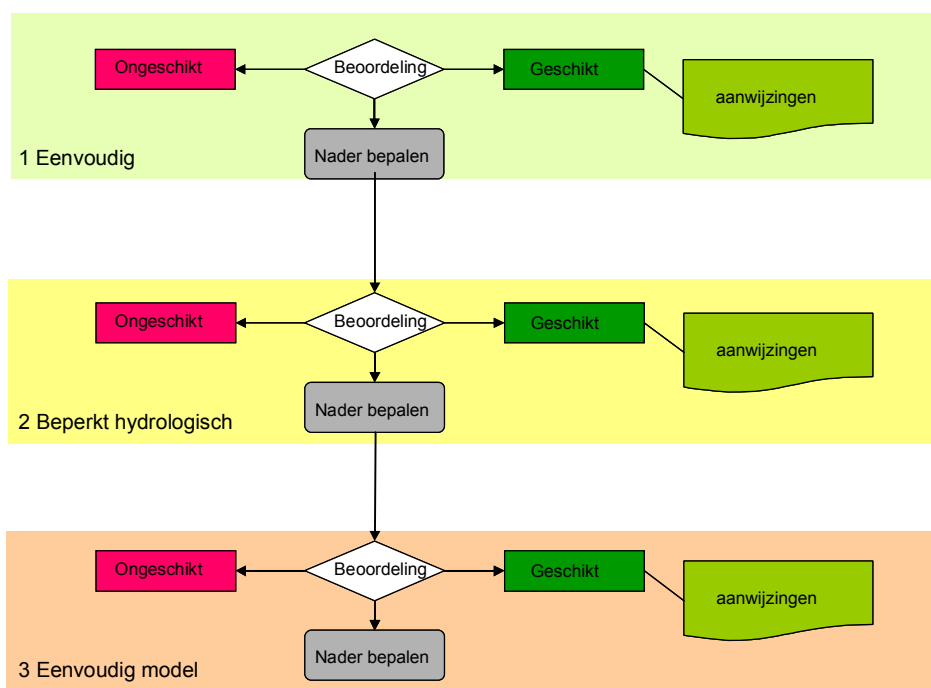 Ongeschikt
Beoordeling
Geschikt
aanwijzingen
Nader bepalen
1 Eenvoudig
Ongeschikt
Beoordeling
Geschikt
aanwijzingen
Nader bepalen
2 Beperkt hydrologisch
Ongeschikt
Beoordeling
Geschikt
aanwijzingen
Nader bepalen
3 Eenvoudig model